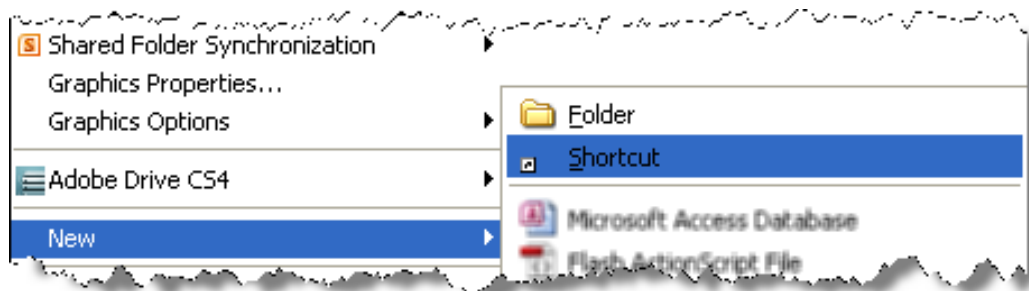 Shared Folder Synchronization
Graphics Properties...
Graphics Options
Adobe Drive CS4
New
Folder
Shortcut
Microsoft Access Database
Flash ActionScript File